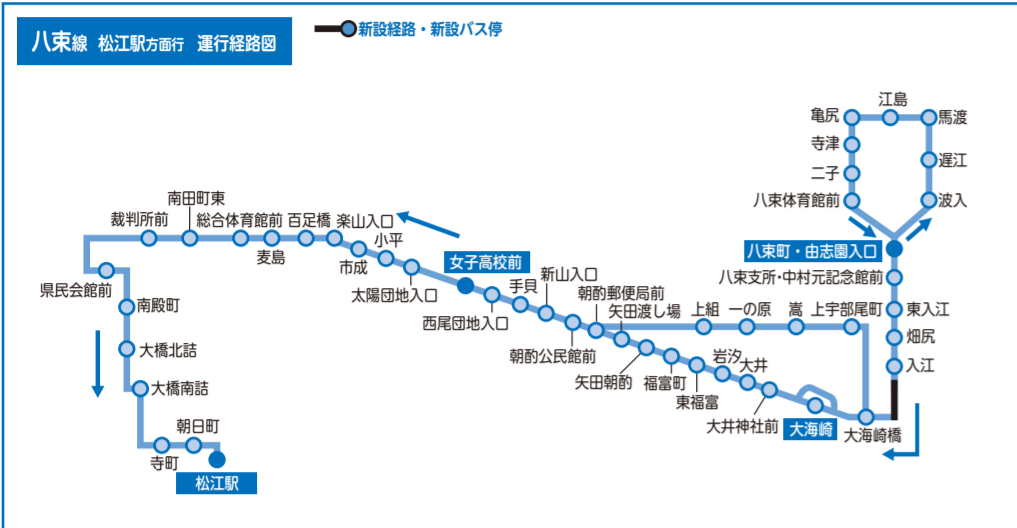 八束線 松江駅方面行 運行経路図
新設経路・新設バス停
江島
亀尻
馬渡
寺津
遅江
二子
八束体育館前
波入
八束町・由志園入口
八束支所・中村元記念館前
東入江
畑尻
入江
南田町東
裁判所前
総合体育館前
百足橋
楽山入口
麦島
小平
市成
女子高校前
太陽団地入口
新山入口
手貝
西尾団地入口
朝酌郵便局前
矢田渡し場
上組
一の原
嵩
上宇部尾町
朝酌公民館前
岩汐
大井
矢田朝酌
福富町
東福富
大井神社前
大海崎
大海崎橋
県民会館前
南殿町
大橋北詰
大橋南詰
朝日町
寺町
松江駅